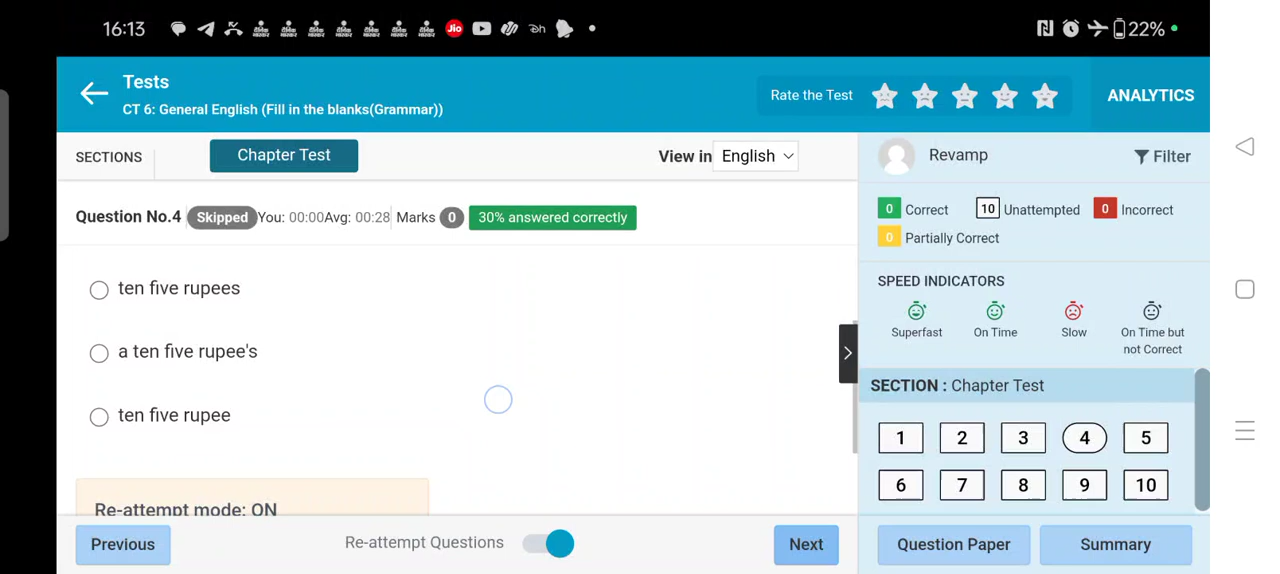 16:13
Jio
22%
Tests
CT 6: General English (Fill in the blanks(Grammar))
Rate the Test
ANALYTICS
SECTIONS
Chapter Test
View in English
Revamp
Filter
Question No.4 Skipped You: 00:00 Avg: 00:28 Marks 0 30% answered correctly
0 Correct 10 Unattempted 0 Incorrect
0 Partially Correct
ten five rupees
a ten five rupee's
ten five rupee
SPEED INDICATORS
Superfast
On Time
Slow
On Time but
not Correct
SECTION : Chapter Test
1 2 3 4 5
6 7 8 9 10
Re-attempt mode: ON
Previous
Re-attempt Questions
Next
Question Paper
Summary